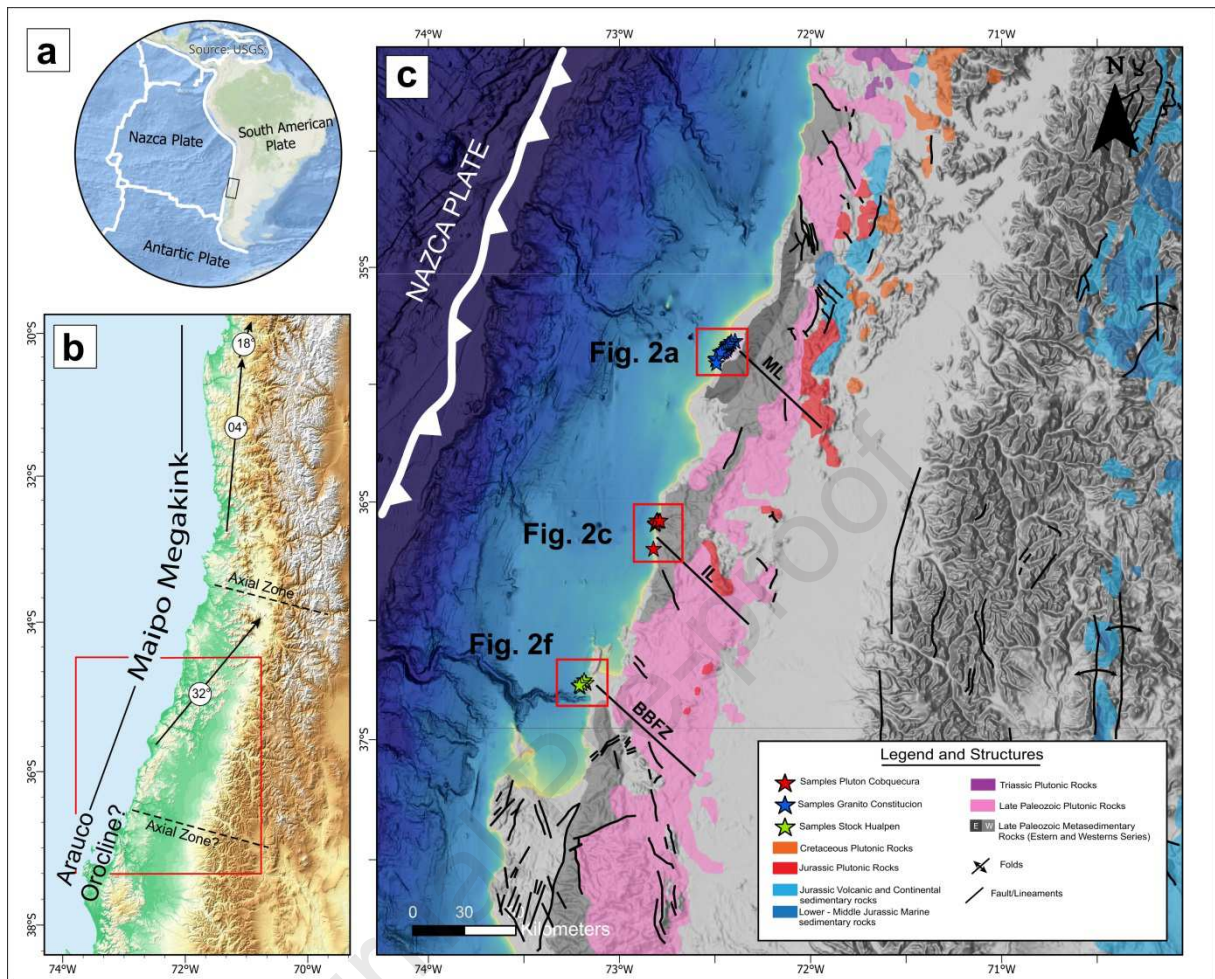 a
Source: USGS
Nazca Plate
South American
Plate
Antartic Plate
b
30°S
32°S
34°S
36°S
38°S
74°W
72°W
70°W
18°
04°
32°
Maipo Megakink
Axial Zone
Axial Zone?
Arauco
Orocline?
c
74°W
73°W
72°W
71°W
35°S
36°S
37°S
74°W
73°W
72°W
71°W
N
NAZCA PLATE
Fig. 2a
ML
Fig. 2c
IL
Fig. 2f
BBFZ
0 30
Kilometers
Legend and Structures
Samples Pluton Cobquecura
Samples Granito Constitucion
Samples Stock Hualpen
Cretaceous Plutonic Rocks
Jurassic Plutonic Rocks
Jurassic Volcanic and Continental
sedimentary rocks
Lower - Middle Jurassic Marine
sedimentary rocks
Triassic Plutonic Rocks
Late Paleozoic Plutonic Rocks
E W
Late Paleozoic Metasedimentary
Rocks (Estern and Westerns Series)
Folds
Fault/Lineaments